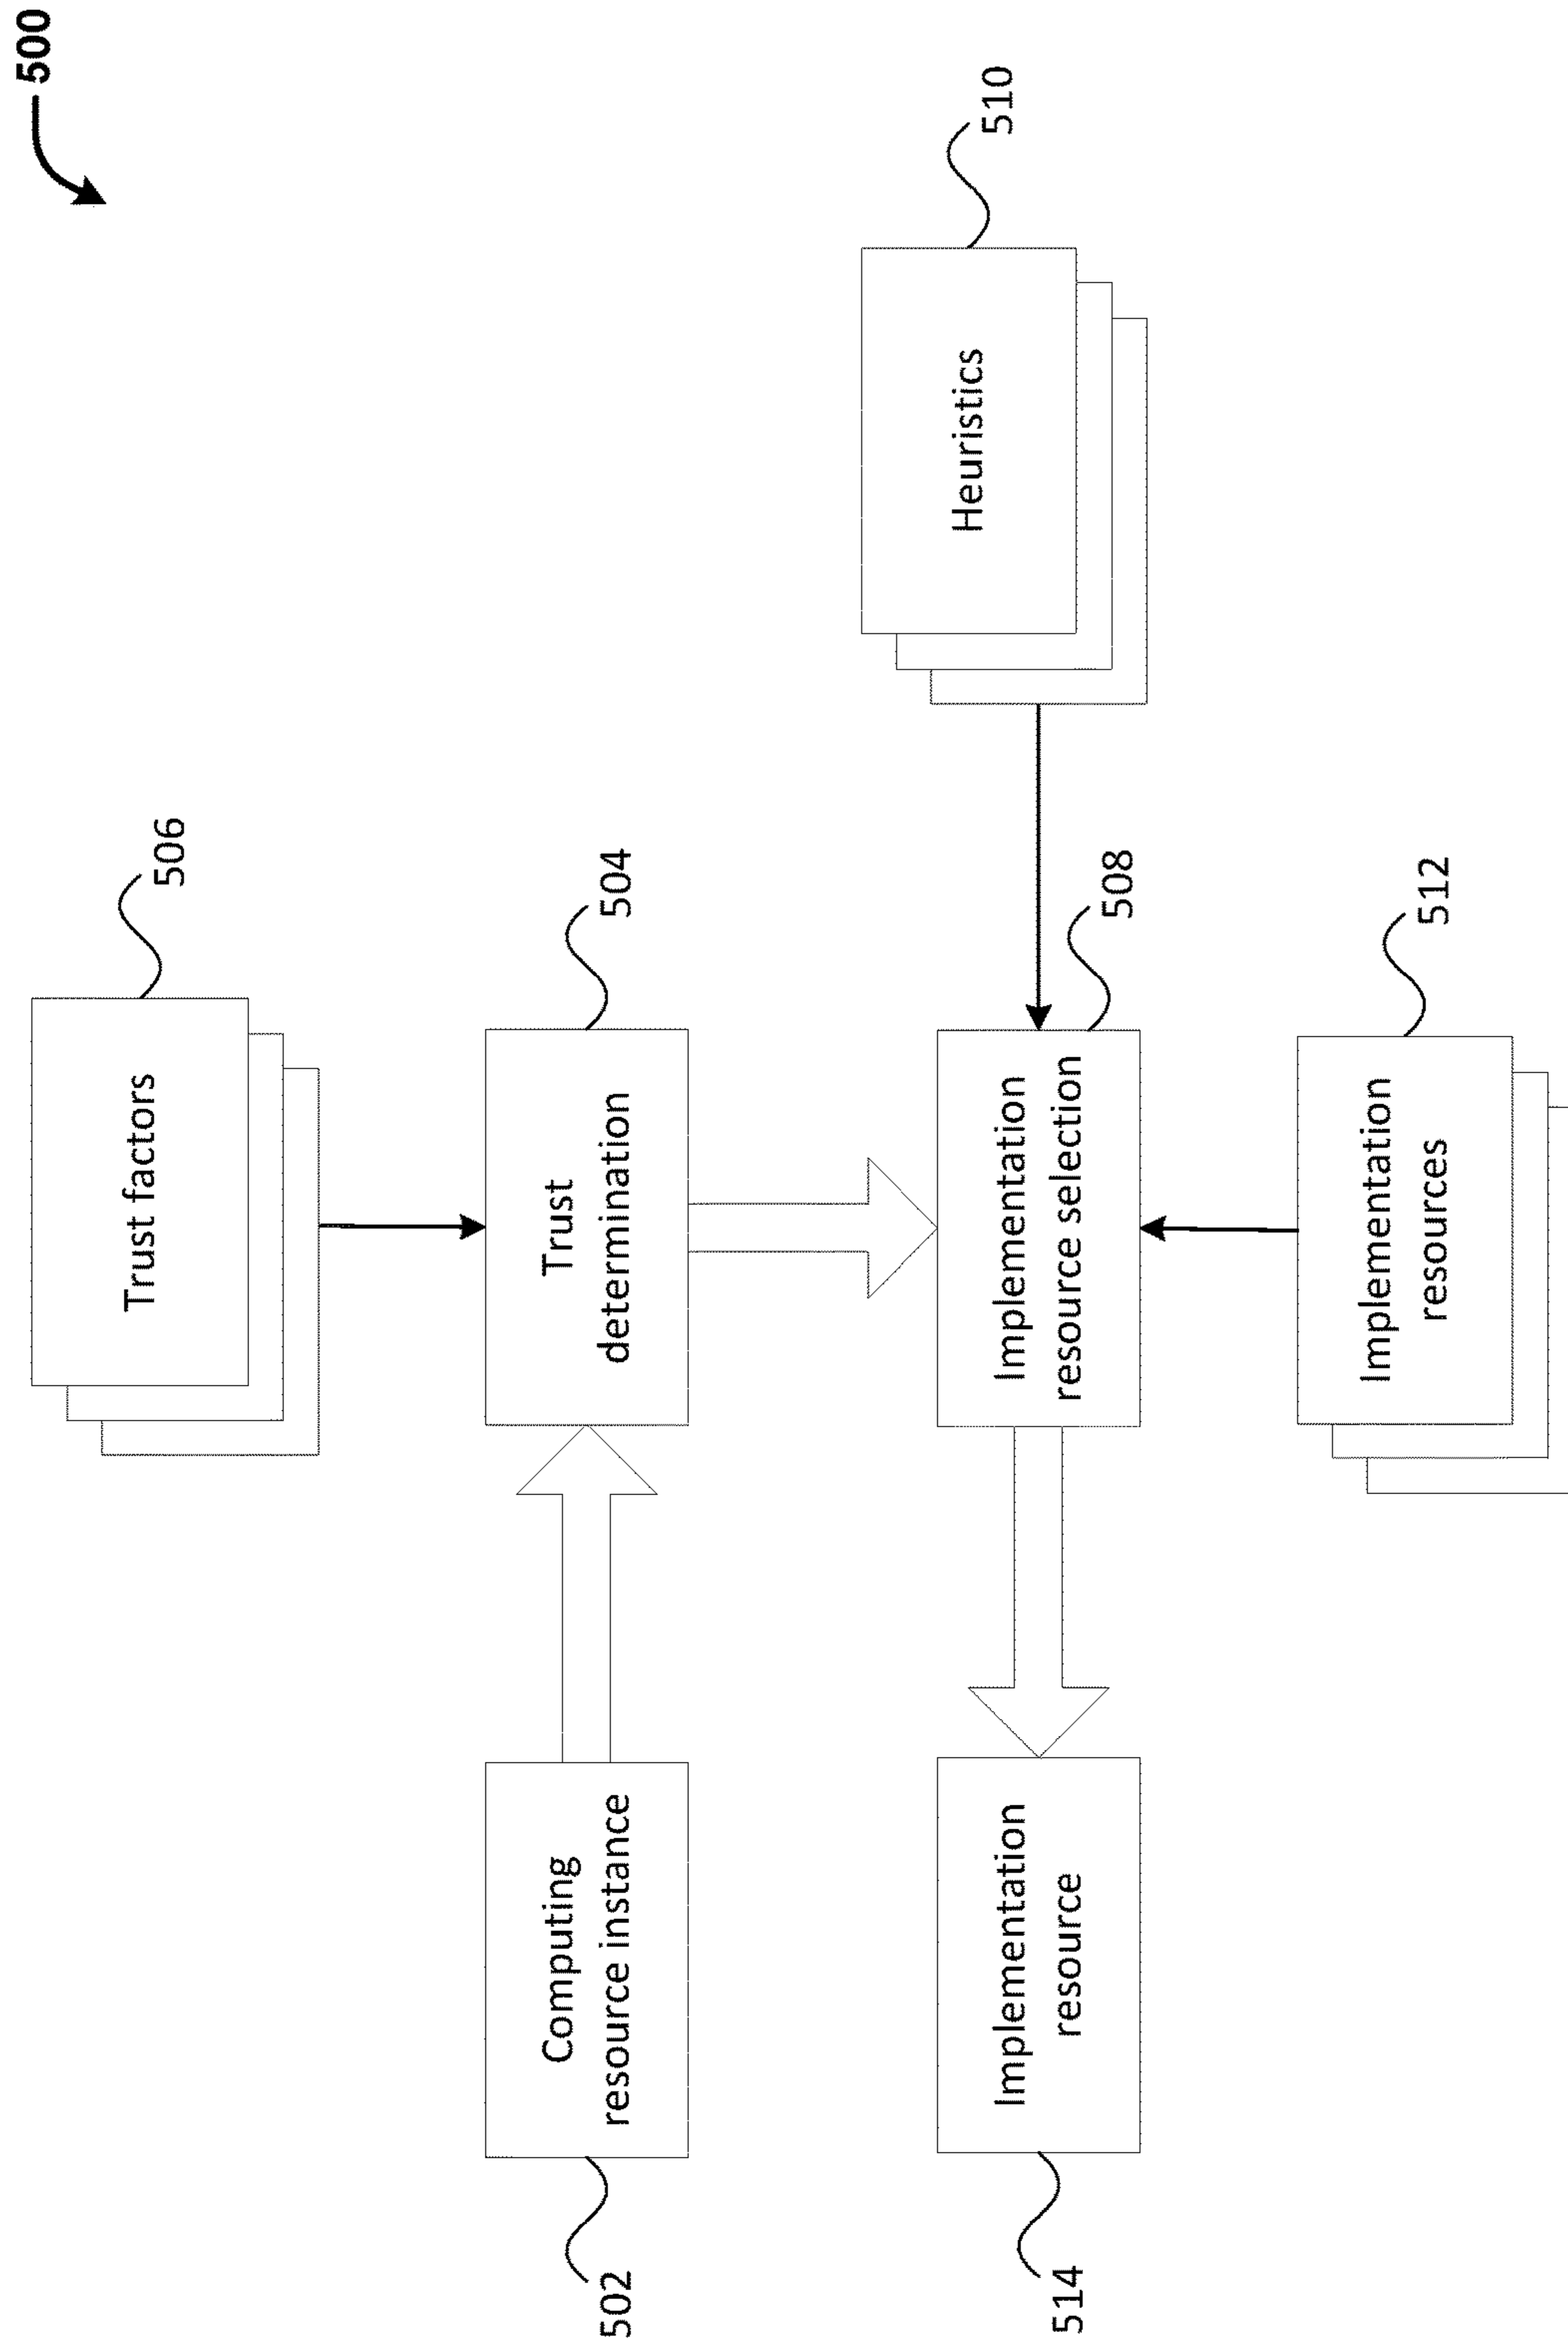 500
Trust factors
506
Computing
resource instance
502
Trust
determination
504
Heuristics
510
Implementation
resource
514
Implementation
resource selection
508
Implementation
resources
512